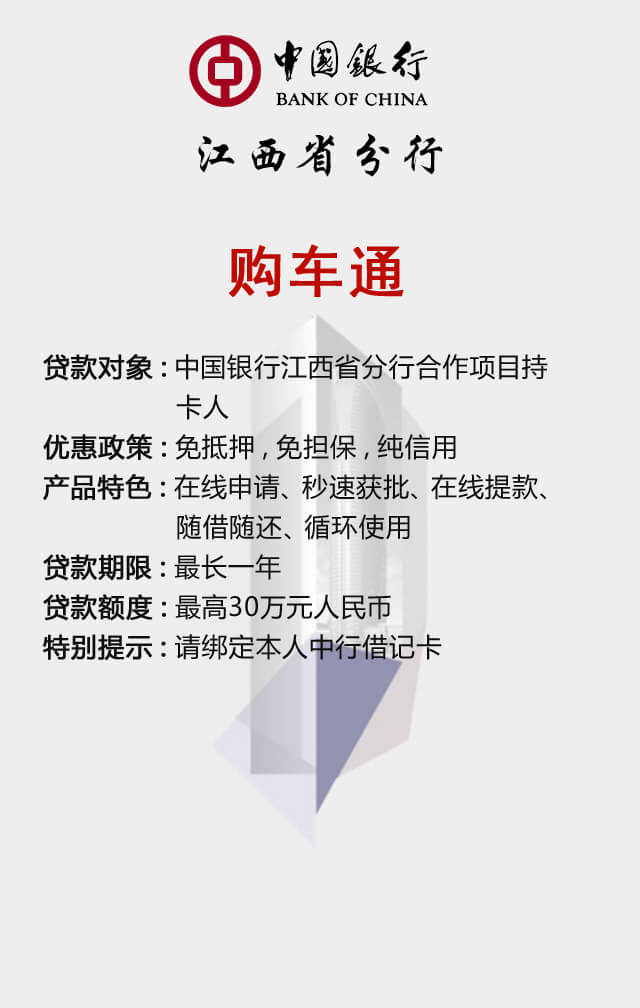 中国銀行
BANK OF CHINA
江西省分行
购车通
贷款对象：中国银行江西省分行合作项目持
卡人
优惠政策：免抵押，免担保，纯信用
产品特色：在线申请、秒速获批、在线提款、
随借随还、循环使用
贷款期限：最长一年
贷款额度：最高30万元人民币
特别提示：请绑定本人中行借记卡